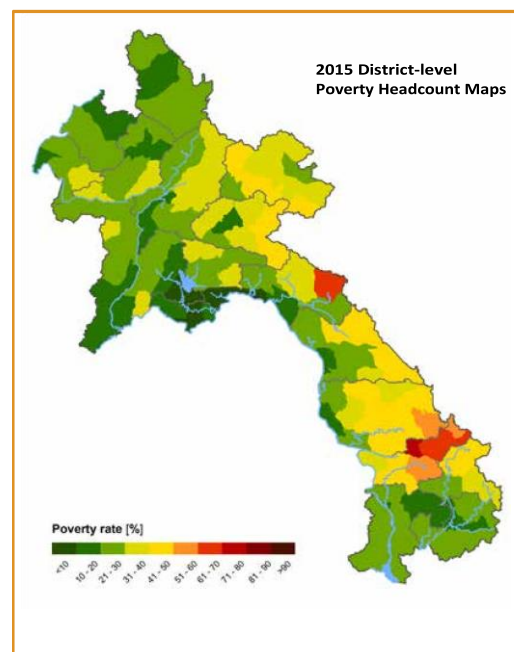 2015 District-level
Poverty Headcount Maps
Poverty rate [%]
<10
10 - 20
21 - 30
31 - 40
41 - 50
51 - 60
61 - 70
71 - 80
81 - 90
>90